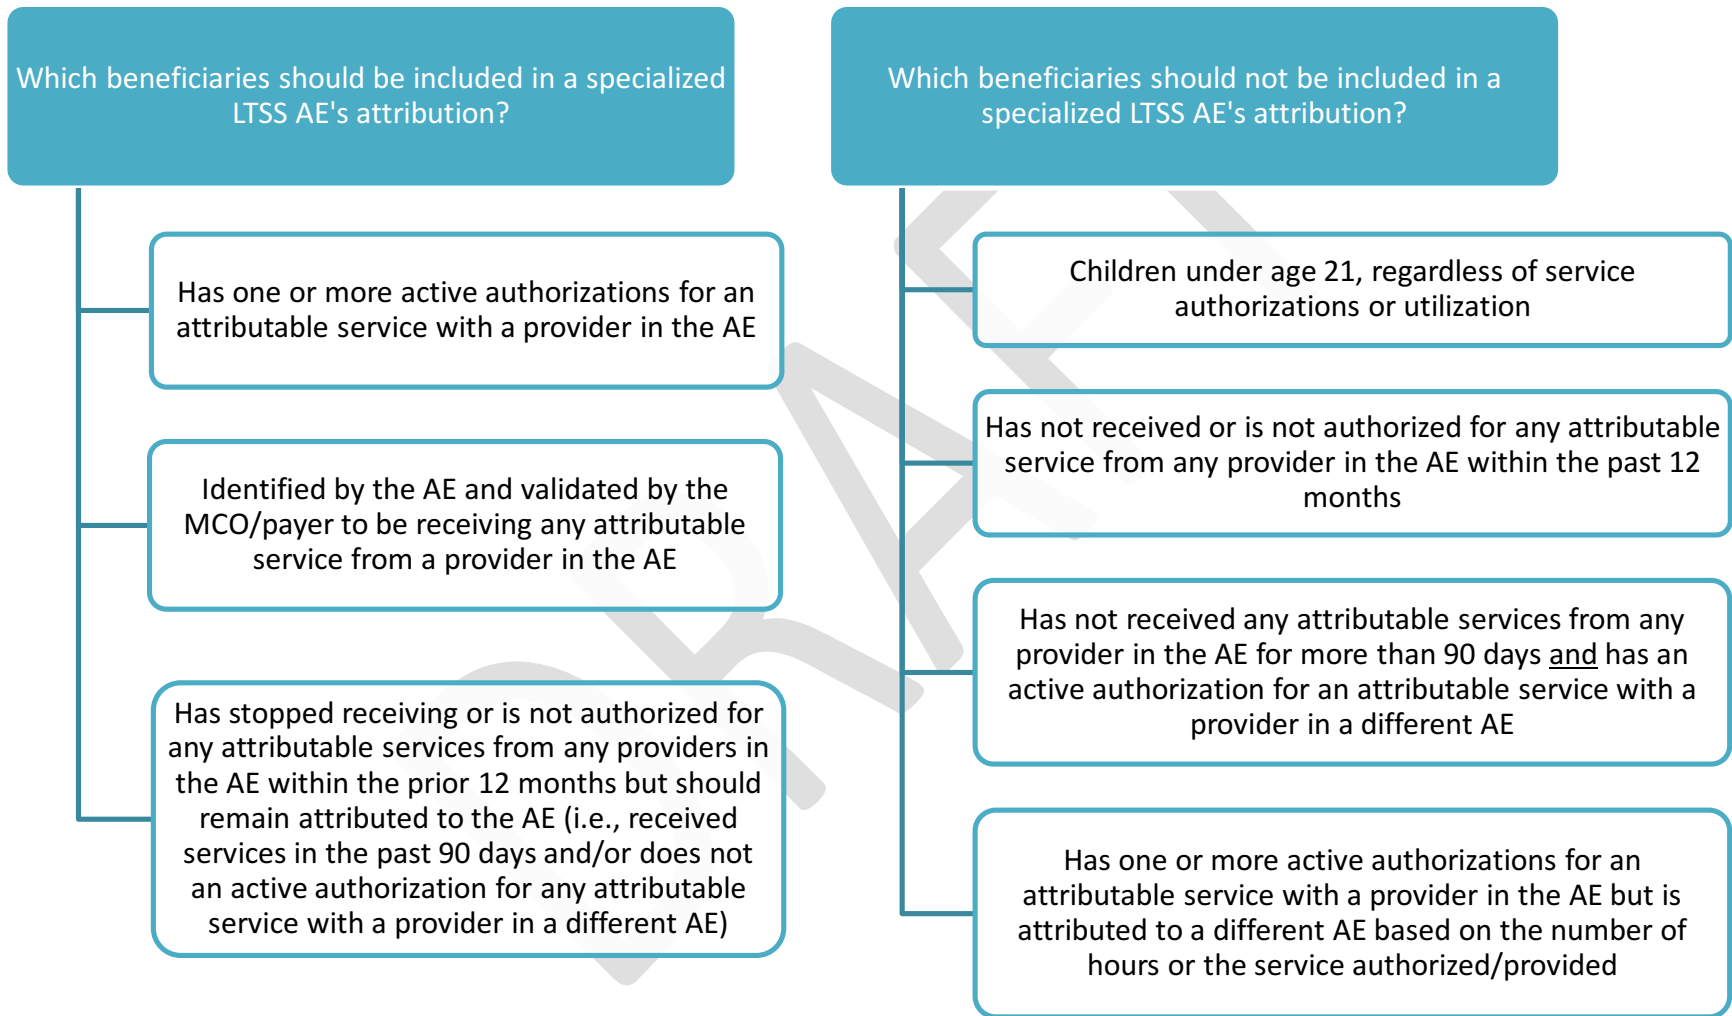 Which beneficiaries should be included in a specialized
LTSS AE's attribution?
Has one or more active authorizations for an
attributable service with a provider in the AE
Identified by the AE and validated by the
MCO/payer to be receiving any attributable
service from a provider in the AE
Has stopped receiving or is not authorized for
any attributable services from any providers in
the AE within the prior 12 months but should
remain attributed to the AE (i.e., received
services in the past 90 days and/or does not
an active authorization for any attributable
service with a provider in a different AE)
Which beneficiaries should not be included in a
specialized LTSS AE's attribution?
Children under age 21, regardless of service
authorizations or utilization
Has not received or is not authorized for any attributable
service from any provider in the AE within the past 12
months
Has not received any attributable services from any
provider in the AE for more than 90 days and has an
active authorization for an attributable service with a
provider in a different AE
Has one or more active authorizations for an
attributable service with a provider in the AE but is
attributed to a different AE based on the number of
hours or the service authorized/provided
DRAFT